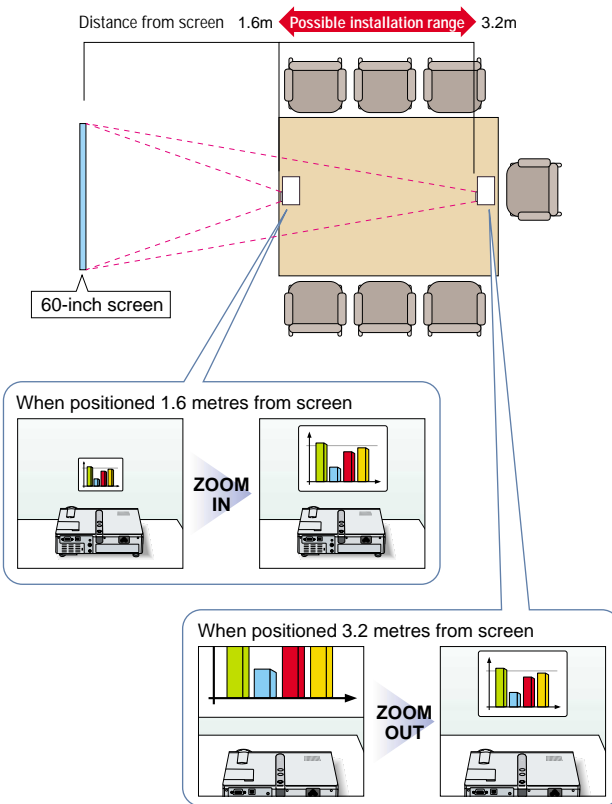 Distance from screen 1.6m Possible installation range 3.2m
60-inch screen
When positioned 1.6 metres from screen
ZOOM
IN
When positioned 3.2 metres from screen
ZOOM
OUT